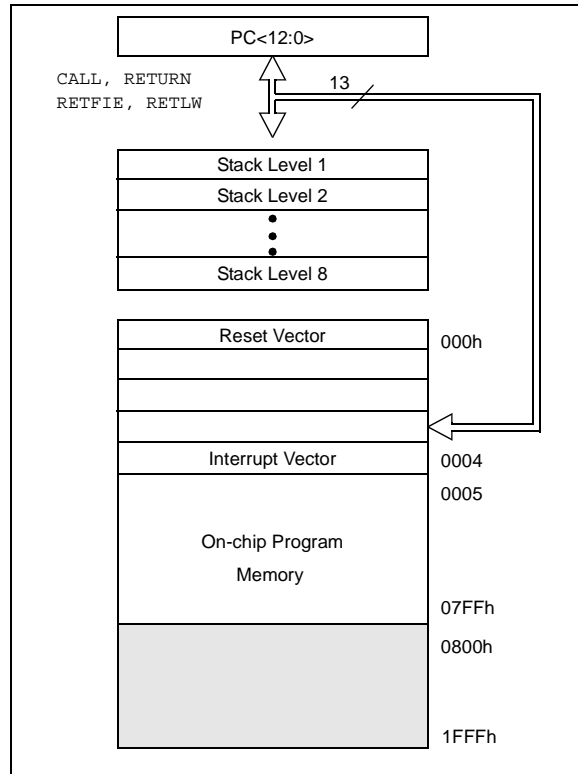 PC<12:0>
CALL, RETURN
RETFIE, RETLW
13
Stack Level 1
Stack Level 2
Stack Level 8
Reset Vector
000h
Interrupt Vector
0004
0005
On-chip Program
Memory
07FFh
0800h
1FFFh